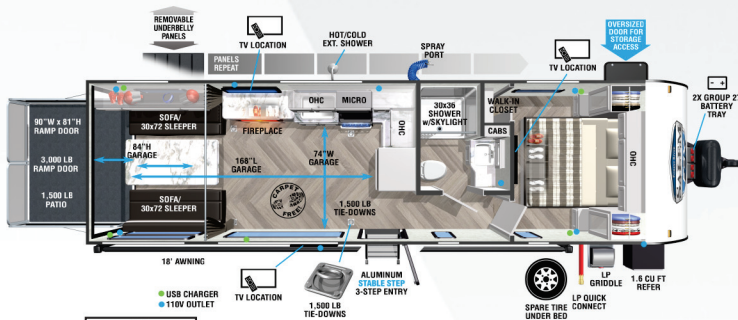 REMOVABLE
UNDERBELLY
PANELS
TV LOCATION
HOT/COLD
EXT. SHOWER
SPRAY
PORT
TV LOCATION
OVERSIZED
DOOR FOR
STORAGE
ACCESS
PANELS
REPEAT
2X GROUP 27
BATTERY
TRAY
90"W x 81"H
RAMP DOOR
3,000 LB
RAMP DOOR
1,500 LB
PATIO
SOFA/
30x72 SLEEPER
84"H
GARAGE
SOFA/
30x72 SLEEPER
FIREPLACE
OHC
MICRO
OHC
168"L
GARAGE
74"W
GARAGE
CARPET
FREE!
1,500 LB
TIE-DOWNS
30x36
SHOWER
w/SKYLIGHT
WALK-IN
CLOSET
CABS
OHC
18' AWNING
USB CHARGER
110V OUTLET
TV LOCATION
1,500 LB
TIE-DOWNS
ALUMINUM
STABLE STEP
3-STEP ENTRY
SPARE TIRE
UNDER BED
LP QUICK
CONNECT
LP
GRIDDLE
1.6 CU FT
REFER